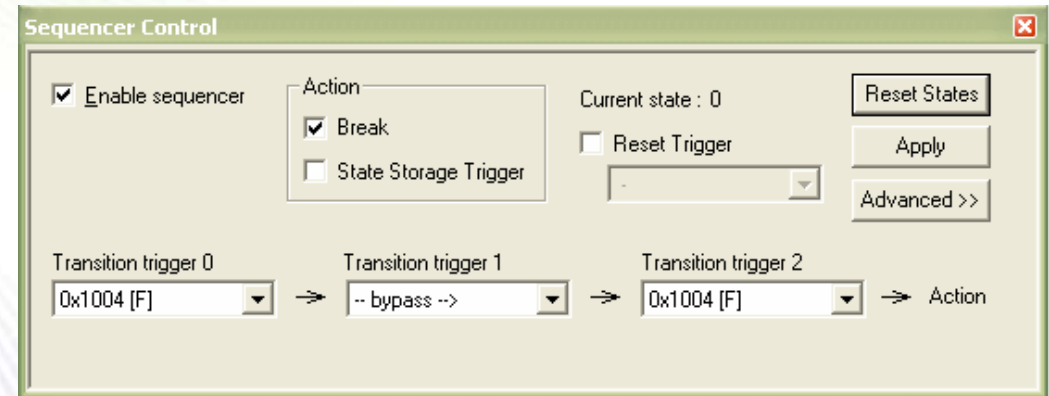 Sequencer Control
Enable sequencer
Action
Break
State Storage Trigger
Current state : 0
Reset Trigger
-
Reset States
Apply
Advanced >>
Transition trigger 0
Transition trigger 1
Transition trigger 2
0x1004 [F]
-- bypass -->
0x1004 [F]
Action